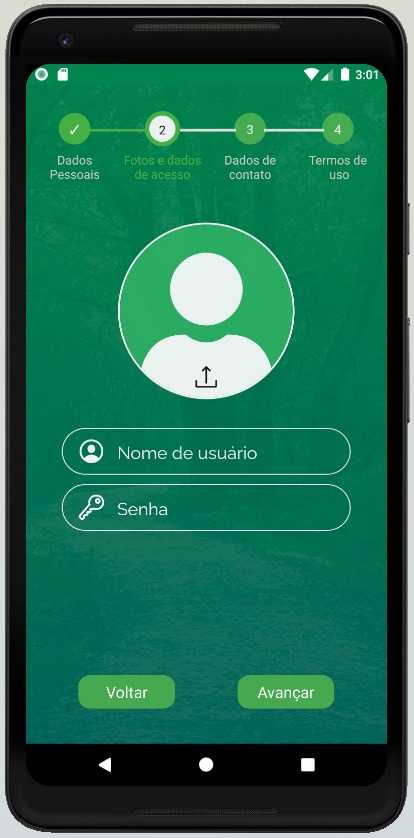 3:01
✓ 2 3 4
Dados Fotos e dados Dados de Termos de
Pessoais de acesso contato uso
Nome de usuário
Senha
Voltar Avançar